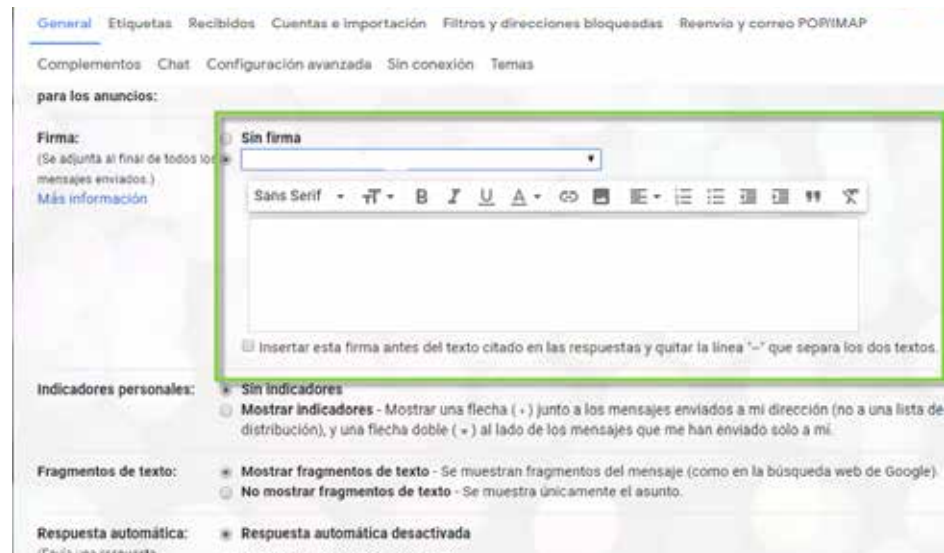 General Etiquetas Recibidos Cuentas e importación Filtros y direcciones bloqueadas Reenvío y correo POP/IMAP
Complementos Chat Configuración avanzada Sin conexión Temas
para los anuncios:
Firma:
(Se adjunta al final de todos los
mensajes enviados.)
Más información
Sin firma
Sans Serif
Insertar esta firma antes del texto citado en las respuestas y quitar la línea "--" que separa los dos textos.
Indicadores personales:
Sin indicadores
Mostrar indicadores - Mostrar una flecha ( › ) junto a los mensajes enviados a mi dirección (no a una lista de
distribución), y una flecha doble ( » ) al lado de los mensajes que me han enviado solo a mí.
Fragmentos de texto:
Mostrar fragmentos de texto - Se muestran fragmentos del mensaje (como en la búsqueda web de Google).
No mostrar fragmentos de texto - Se muestra únicamente el asunto.
Respuesta automática:
Respuesta automática desactivada
(Envía una respuesta